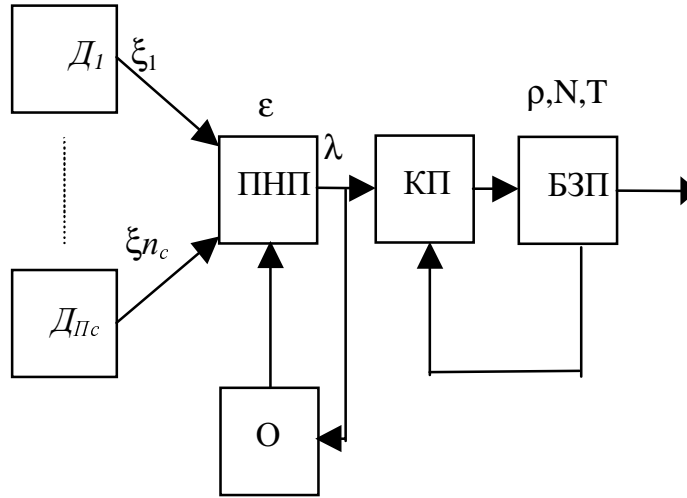 Д1
ξ1
ε
ρ,N,T
λ
ПНП
КП
БЗП
ξnc
ДПс
О